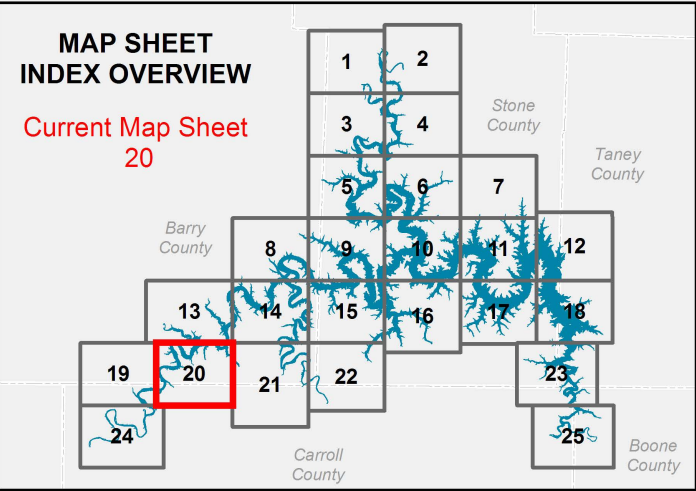 MAP SHEET
INDEX OVERVIEW
Current Map Sheet
20
1
2
3
4
Stone
County
Taney
County
5
6
7
Barry
County
8
9
10
11
12
13
14
15
16
17
18
19
20
21
22
23
24
25
Carroll
County
Boone
County